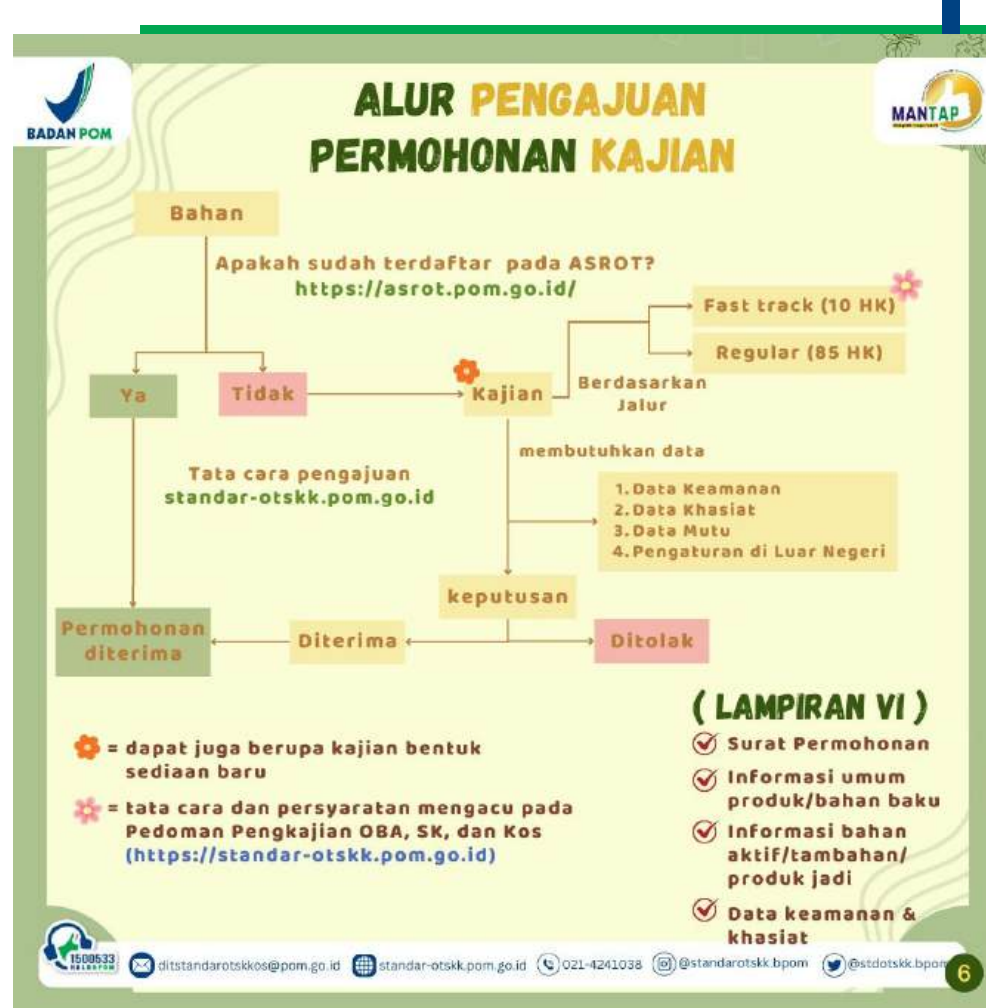 BADAN POM
MANTAP
ALUR PENGAJUAN
PERMOHONAN KAJIAN
Bahan
Apakah sudah terdaftar pada ASROT?
https://asrot.pom.go.id/
Fast track (10 HK)
Regular (85 HK)
Ya
Tidak
Kajian
Berdasarkan
Jalur
membutuhkan data
Tata cara pengajuan
standar-otskk.pom.go.id
1. Data Keamanan
2. Data Khasiat
3. Data Mutu
4. Pengaturan di Luar Negeri
keputusan
Permohonan
diterima
Diterima
Ditolak
( LAMPIRAN VI )
Surat Permohonan
Informasi umum
produk/bahan baku
Informasi bahan
aktif/tambahan/
produk jadi
Data keamanan &
khasiat
= dapat juga berupa kajian bentuk
sediaan baru
= tata cara dan persyaratan mengacu pada
Pedoman Pengkajian OBA, SK, dan Kos
(https://standar-otskk.pom.go.id)
1500533
HALOBPOM
ditstandarotskkos@pom.go.id
standar-otskk.pom.go.id
021-4241038
@standarotskk.bpom
@stdotskk.bpom
6